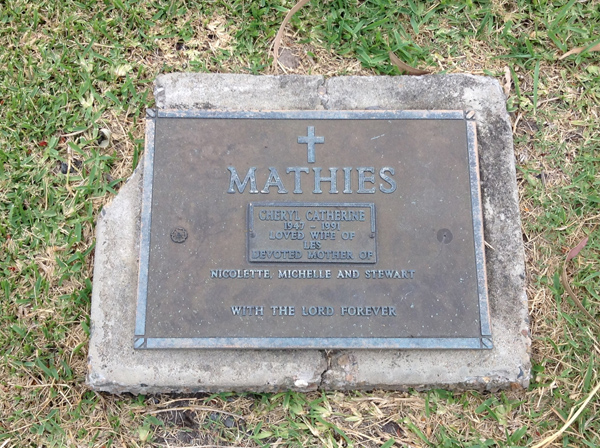 MATHIES
CHERYL CATHERINE
1947 - 1991
LOVED WIFE OF
LES
DEVOTED MOTHER OF
NICOLETTE, MICHELLE AND STEWART
WITH THE LORD FOREVER